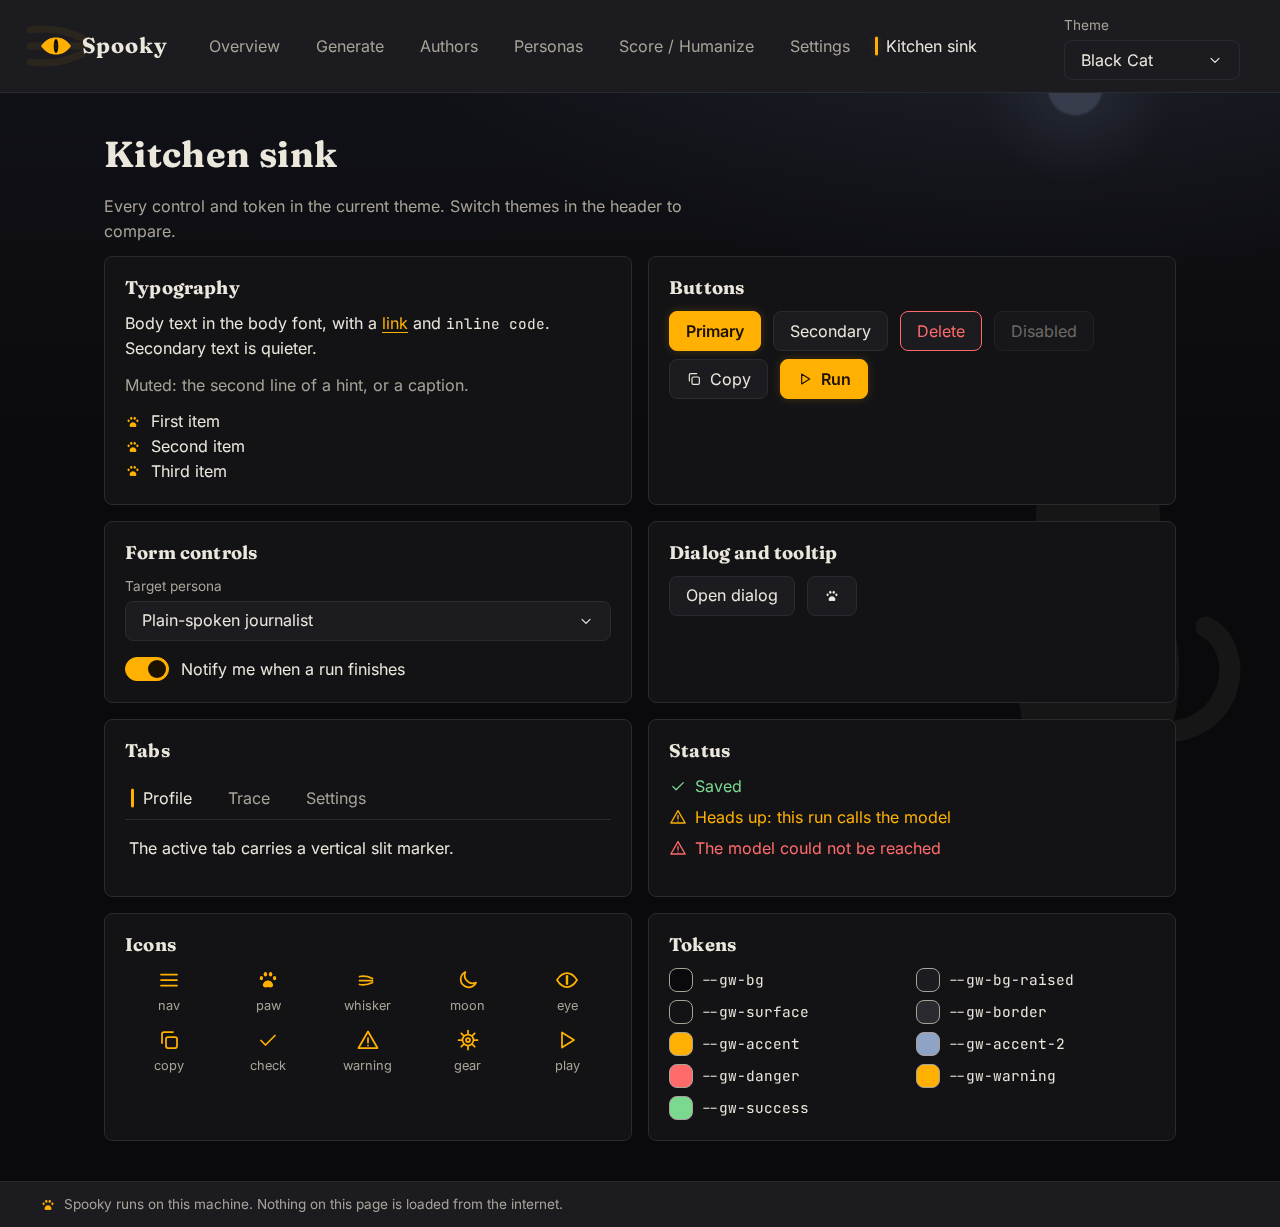 Spooky
Overview
Generate
Authors
Personas
Score / Humanize
Settings
Kitchen sink
Theme
Black Cat
Kitchen sink
Every control and token in the current theme. Switch themes in the header to
compare.
Typography
Body text in the body font, with a link and inline code.
Secondary text is quieter.
Muted: the second line of a hint, or a caption.
First item
Second item
Third item
Buttons
Primary
Secondary
Delete
Disabled
Copy
Run
Form controls
Target persona
Plain-spoken journalist
Notify me when a run finishes
Dialog and tooltip
Open dialog
Tabs
Profile
Trace
Settings
The active tab carries a vertical slit marker.
Status
Saved
Heads up: this run calls the model
The model could not be reached
Icons
nav
paw
whisker
moon
eye
copy
check
warning
gear
play
Tokens
--gw-bg
--gw-bg-raised
--gw-surface
--gw-border
--gw-accent
--gw-accent-2
--gw-danger
--gw-warning
--gw-success
Spooky runs on this machine. Nothing on this page is loaded from the internet.